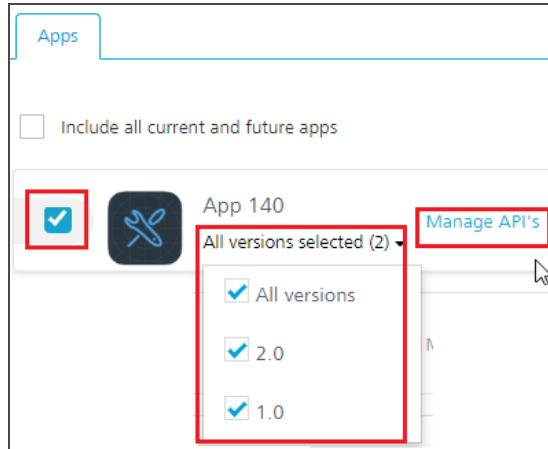 Apps
Include all current and future apps
App 140
Manage API's
All versions selected (2)
All versions
2.0
1.0